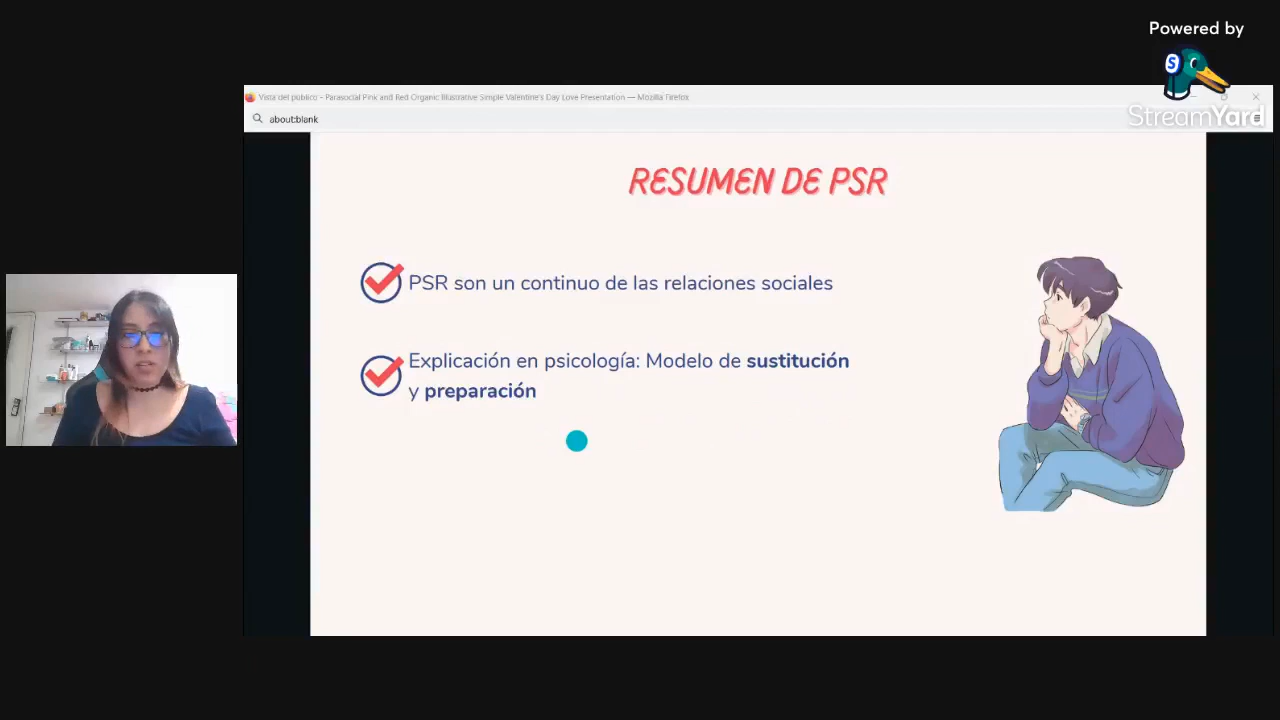 Powered by
StreamYard
Vista del público - Parasocial Pink and Red Organic Illustrative Simple Valentine's Day Love Presentation — Mozilla Firefox
about:blank
RESUMEN DE PSR
PSR son un continuo de las relaciones sociales
Explicación en psicología: Modelo de sustitución
y preparación